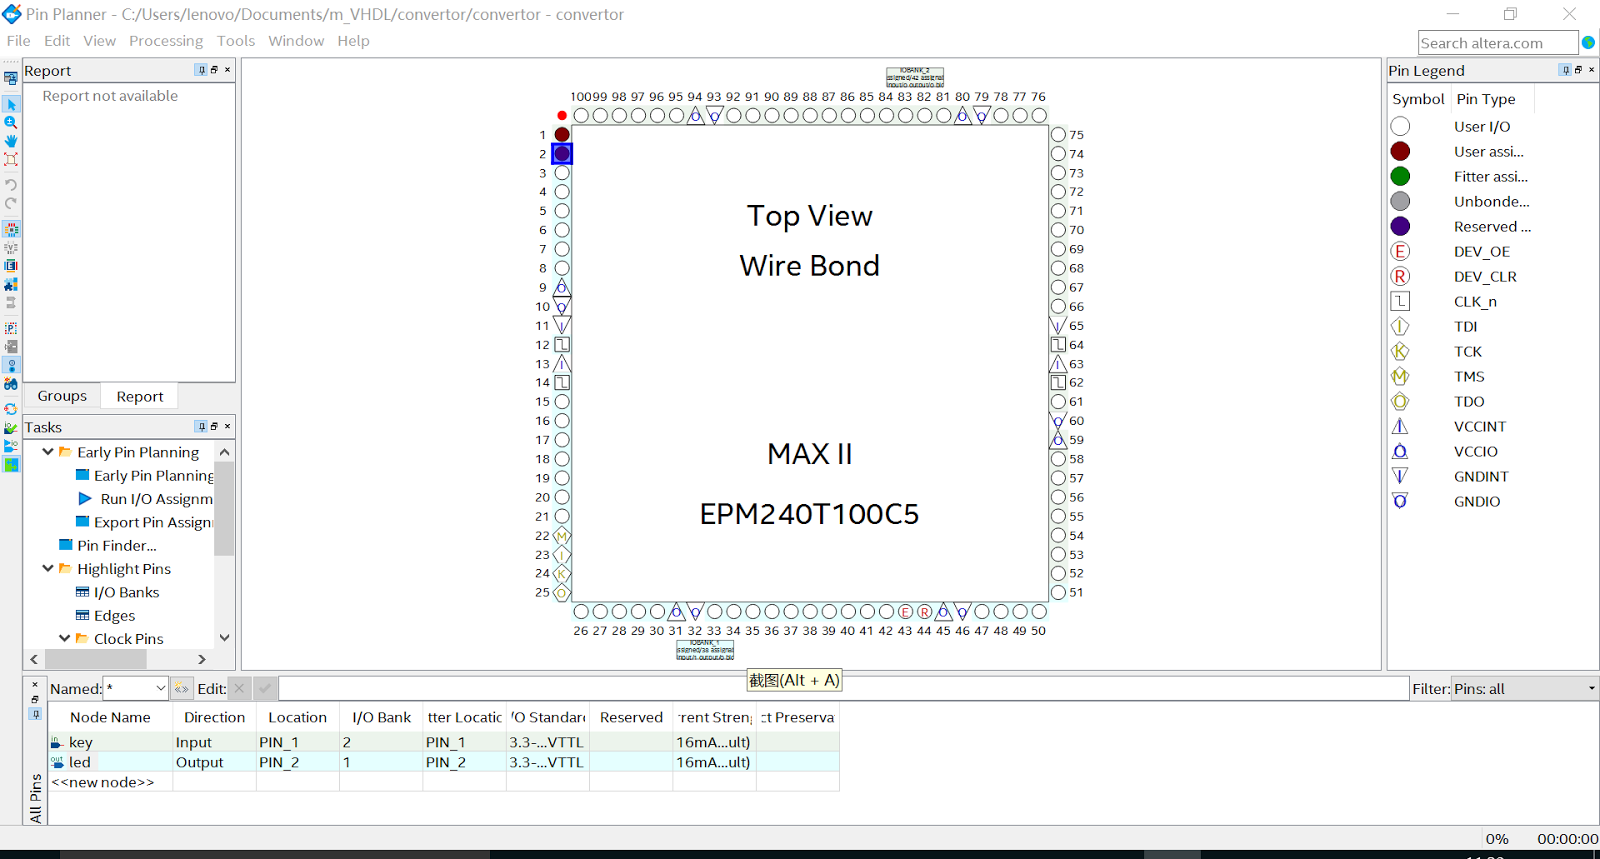 Pin Planner - C:/Users/lenovo/Documents/m_VHDL/convertor/convertor - convertor
File Edit View Processing Tools Window Help
Search altera.com
Report
Report not available
Groups Report
Tasks
Early Pin Planning
Early Pin Planning
Run I/O Assignm
Export Pin Assignr
Pin Finder...
Highlight Pins
I/O Banks
Edges
Clock Pins
IOBANK_2
100 99 98 97 96 95 94 93 92 91 90 89 88 87 86 85 84 83 82 81 80 79 78 77 76
1 75
2 74
3 73
4 72
5 71
6 70
7 69
8 68
9 67
10 66
11 65
12 64
13 63
14 62
15 61
16 60
17 59
18 58
19 57
20 56
21 55
22 54
23 53
24 52
25 51
Top View
Wire Bond
MAX II
EPM240T100C5
26 27 28 29 30 31 32 33 34 35 36 37 38 39 40 41 42 43 44 45 46 47 48 49 50
IOBANK_1
截图(Alt + A)
Pin Legend
Symbol Pin Type
User I/O
User assi...
Fitter assi...
Unbonde...
Reserved ...
E DEV_OE
R DEV_CLR
CLK_n
I TDI
K TCK
M TMS
O TDO
I VCCINT
O VCCIO
I GNDINT
O GNDIO
Named: * Edit: Filter: Pins: all
Node Name Direction Location I/O Bank tter Locatic /O Standard Reserved rrent Streng ct Preserva
key Input PIN_1 2 PIN_1 3.3-...VTTL 16mA...ult)
led Output PIN_2 1 PIN_2 3.3-...VTTL 16mA...ult)
<<new node>>
All Pins
0% 00:00:00